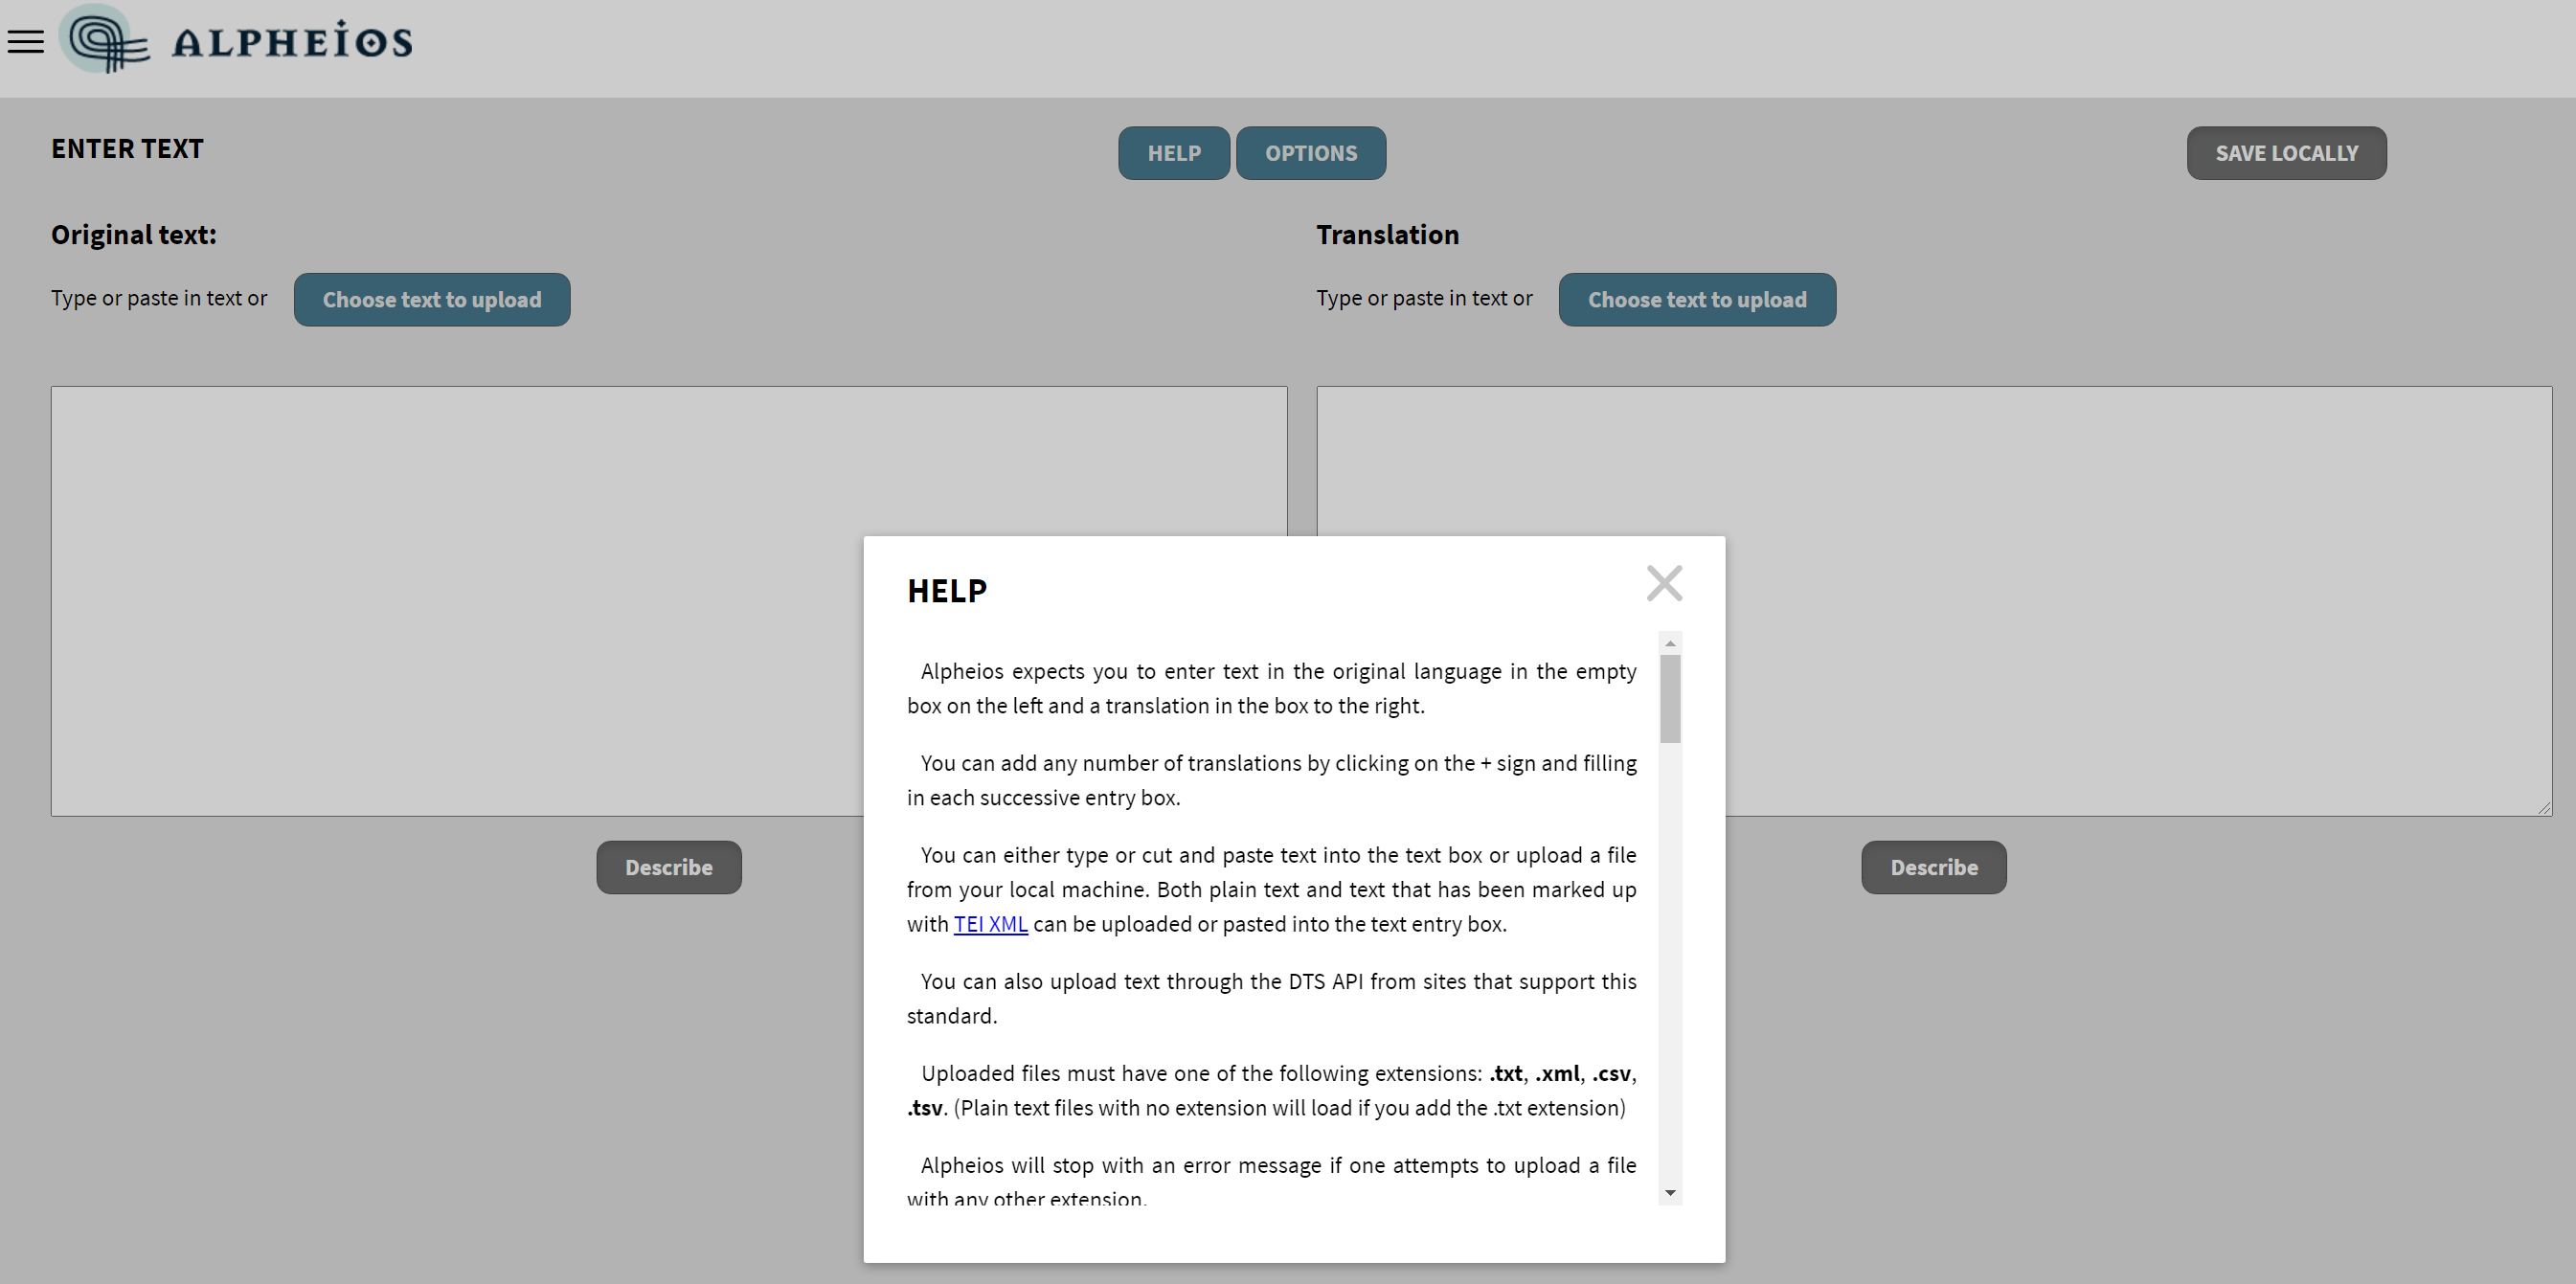 ALPHEIOS
ENTER TEXT
HELP
OPTIONS
SAVE LOCALLY
Original text:
Translation
Type or paste in text or
Choose text to upload
Type or paste in text or
Choose text to upload
HELP
Alpheios expects you to enter text in the original language in the empty
box on the left and a translation in the box to the right.
You can add any number of translations by clicking on the + sign and filling
in each successive entry box.
You can either type or cut and paste text into the text box or upload a file
from your local machine. Both plain text and text that has been marked up
with TEI XML can be uploaded or pasted into the text entry box.
You can also upload text through the DTS API from sites that support this
standard.
Uploaded files must have one of the following extensions: .txt, .xml, .csv,
.tsv. (Plain text files with no extension will load if you add the .txt extension)
Alpheios will stop with an error message if one attempts to upload a file
with any other extension.
Describe
Describe